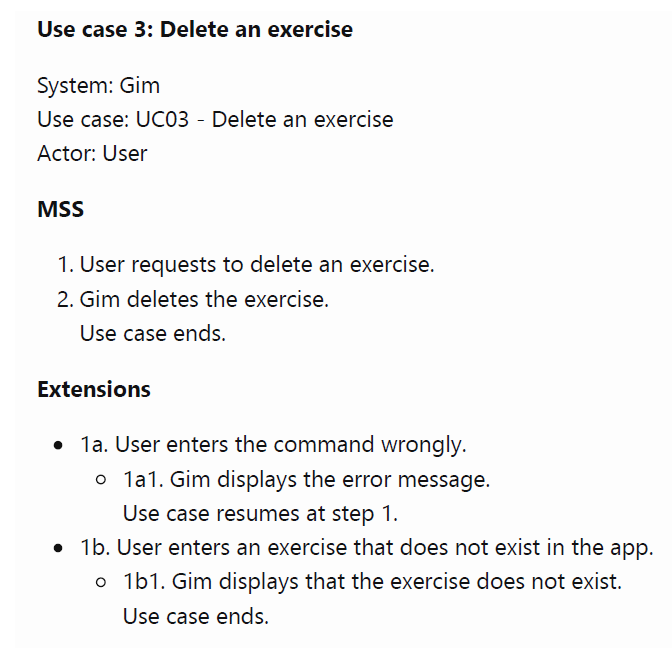 Use case 3: Delete an exercise
System: Gim
Use case: UC03 - Delete an exercise
Actor: User
MSS
1. User requests to delete an exercise.
2. Gim deletes the exercise.
Use case ends.
Extensions
• 1a. User enters the command wrongly.
○ 1a1. Gim displays the error message.
Use case resumes at step 1.
• 1b. User enters an exercise that does not exist in the app.
○ 1b1. Gim displays that the exercise does not exist.
Use case ends.